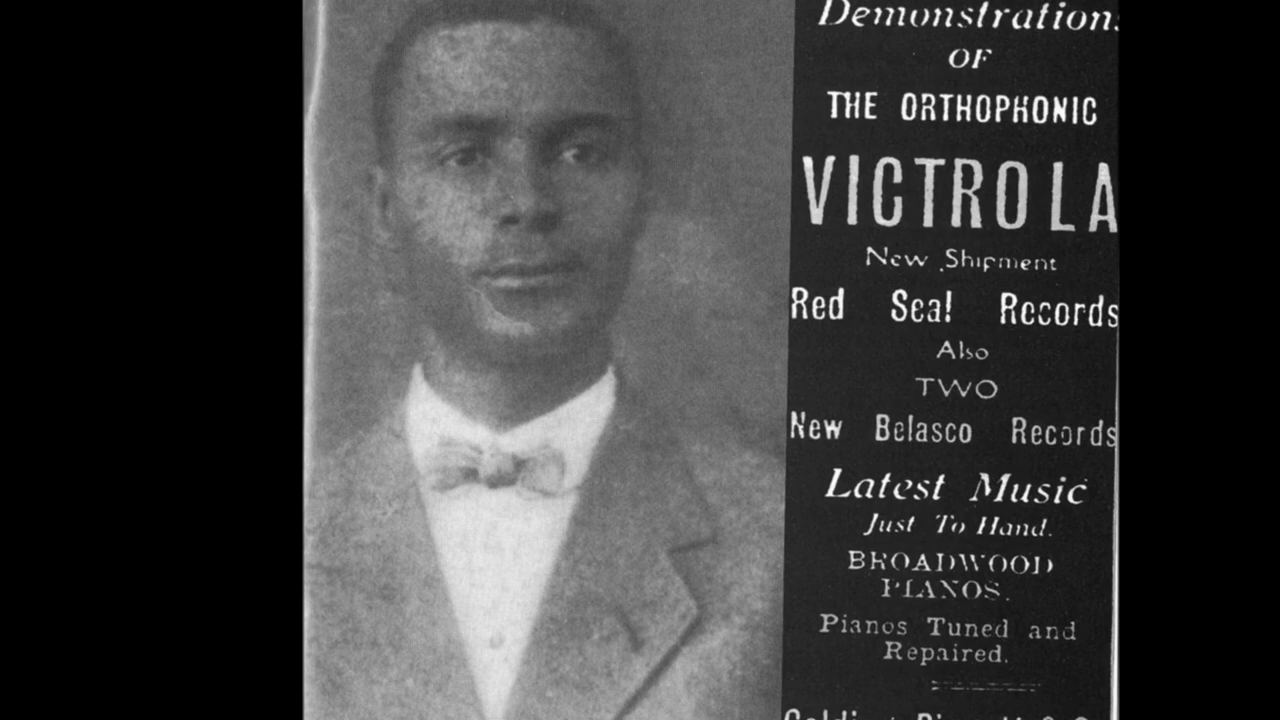 Demonstrations
OF
THE ORTHOPHONIC
VICTROLA
New Shipment
Red Seal Records
Also
TWO
New Belasco Records
Latest Music
Just To Hand.
BROADWOOD
PIANOS.
Pianos Tuned and
Repaired.